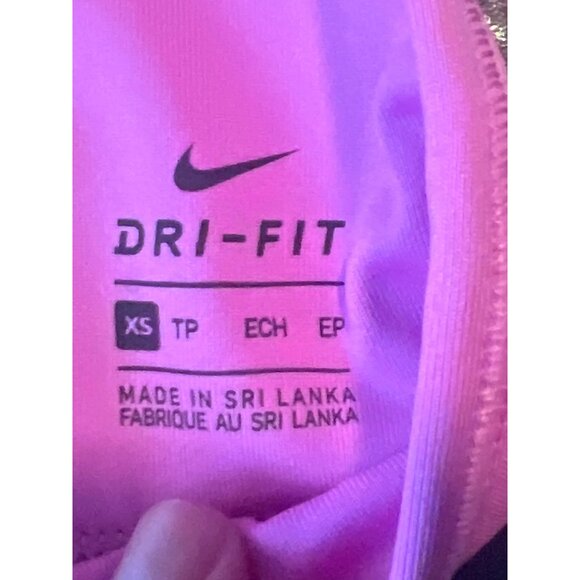 DRI-FIT
XS TP ECH EP
MADE IN SRI LANKA
FABRIQUE AU SRI LANKA